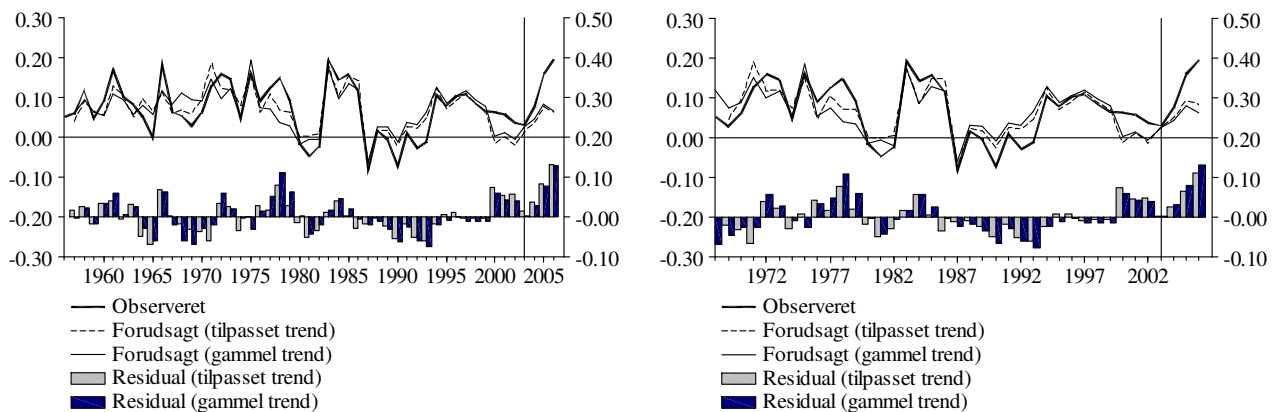 0.30 0.50
0.20 0.40
0.10 0.30
0.00 0.20
-0.10 0.10
-0.20 -0.00
-0.30 -0.10
1960 1965 1970 1975 1980 1985 1990 1995 2000 2005
Observeret
Forudsagt (tilpasset trend)
Forudsagt (gammel trend)
Residual (tilpasset trend)
Residual (gammel trend)
0.30 0.50
0.20 0.40
0.10 0.30
0.00 0.20
-0.10 0.10
-0.20 -0.00
-0.30 -0.10
1972 1977 1982 1987 1992 1997 2002
Observeret
Forudsagt (tilpasset trend)
Forudsagt (gammel trend)
Residual (tilpasset trend)
Residual (gammel trend)